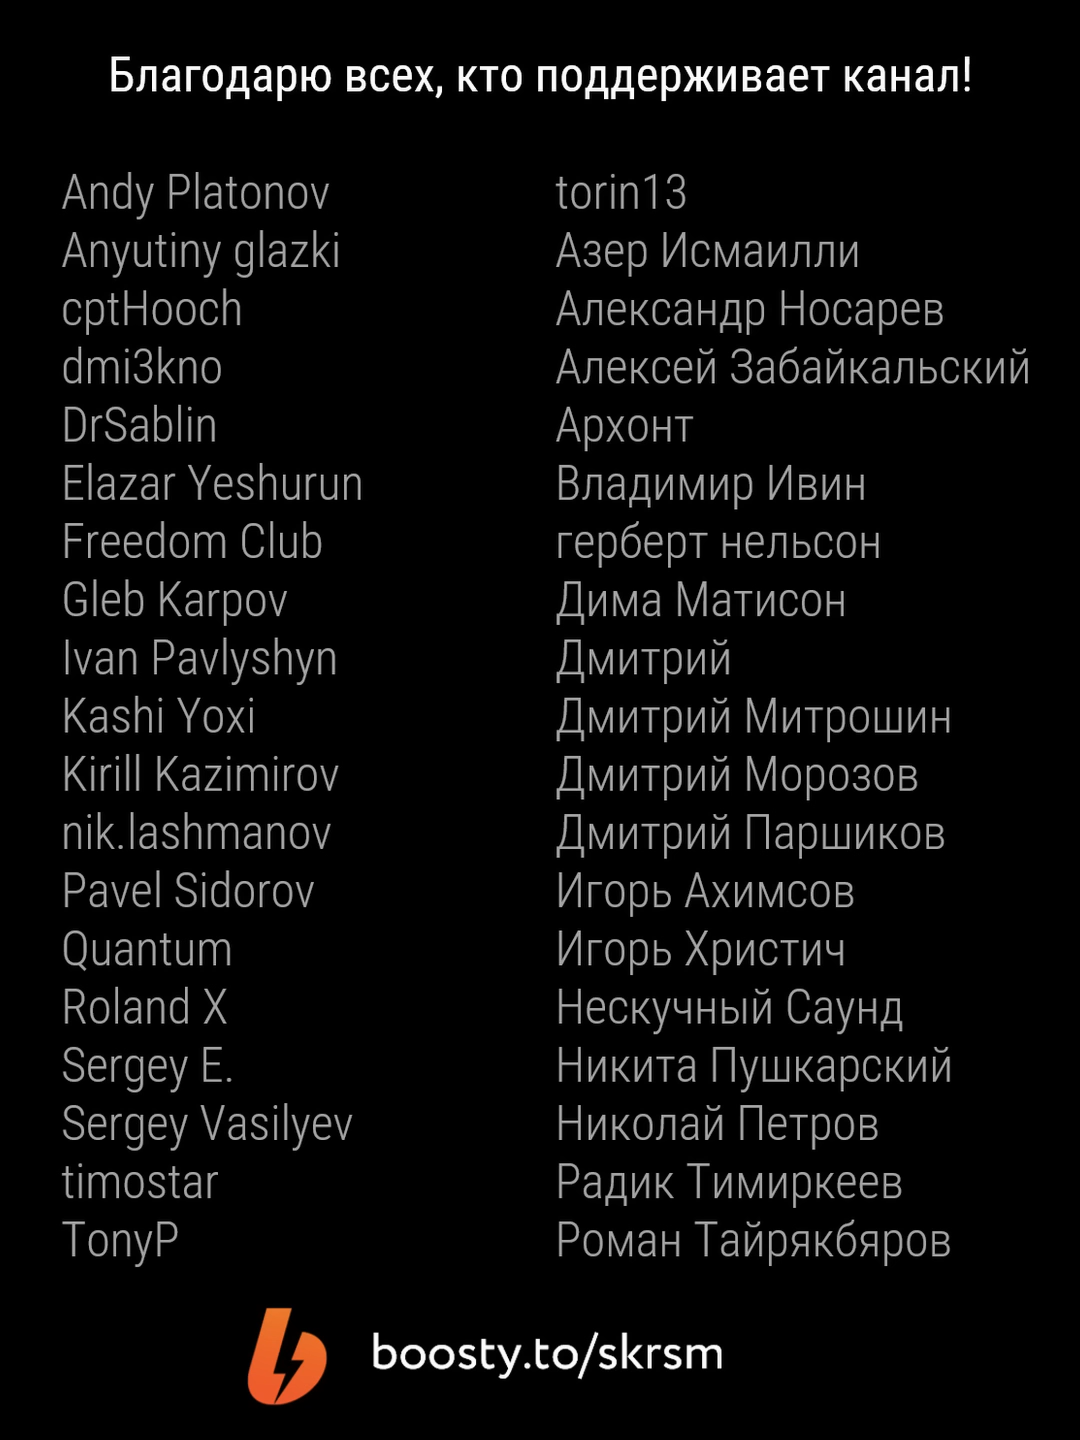 Благодарю всех, кто поддерживает канал!
Andy Platonov
Anyutiny glazki
cptHooch
dmi3kno
DrSablin
Elazar Yeshurun
Freedom Club
Gleb Karpov
Ivan Pavlyshyn
Kashi Yoxi
Kirill Kazimirov
nik.lashmanov
Pavel Sidorov
Quantum
Roland X
Sergey E.
Sergey Vasilyev
timostar
TonyP
torin13
Азер Исмаилли
Александр Носарев
Алексей Забайкальский
Архонт
Владимир Ивин
герберт нельсон
Дима Матисон
Дмитрий
Дмитрий Митрошин
Дмитрий Морозов
Дмитрий Паршиков
Игорь Ахимсов
Игорь Христич
Нескучный Саунд
Никита Пушкарский
Николай Петров
Радик Тимиркеев
Роман Тайрякбяров
boosty.to/skrsm